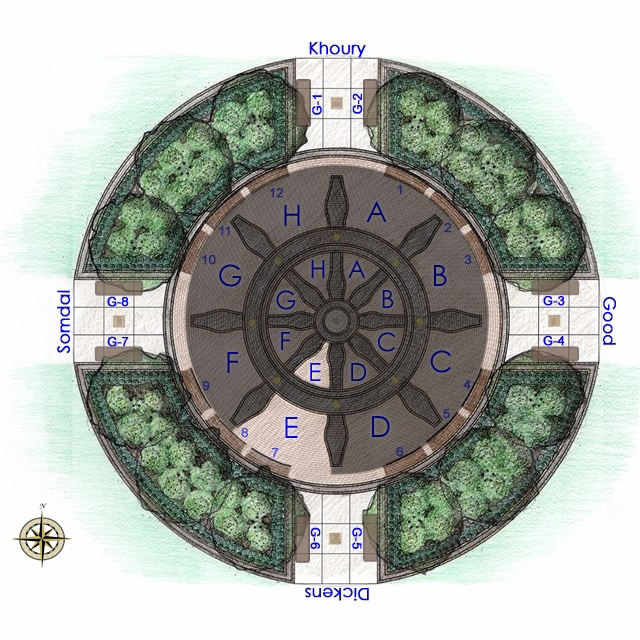 Khoury
G-1 G-2
12 1
H A
11 2
10 3
H A
G B
G B
Somdal
G-8
G-7
G-3
G-4
Good
F C
F C
E D
9 4
5
E D
8
7 6
G-6 G-5
Dickens
N